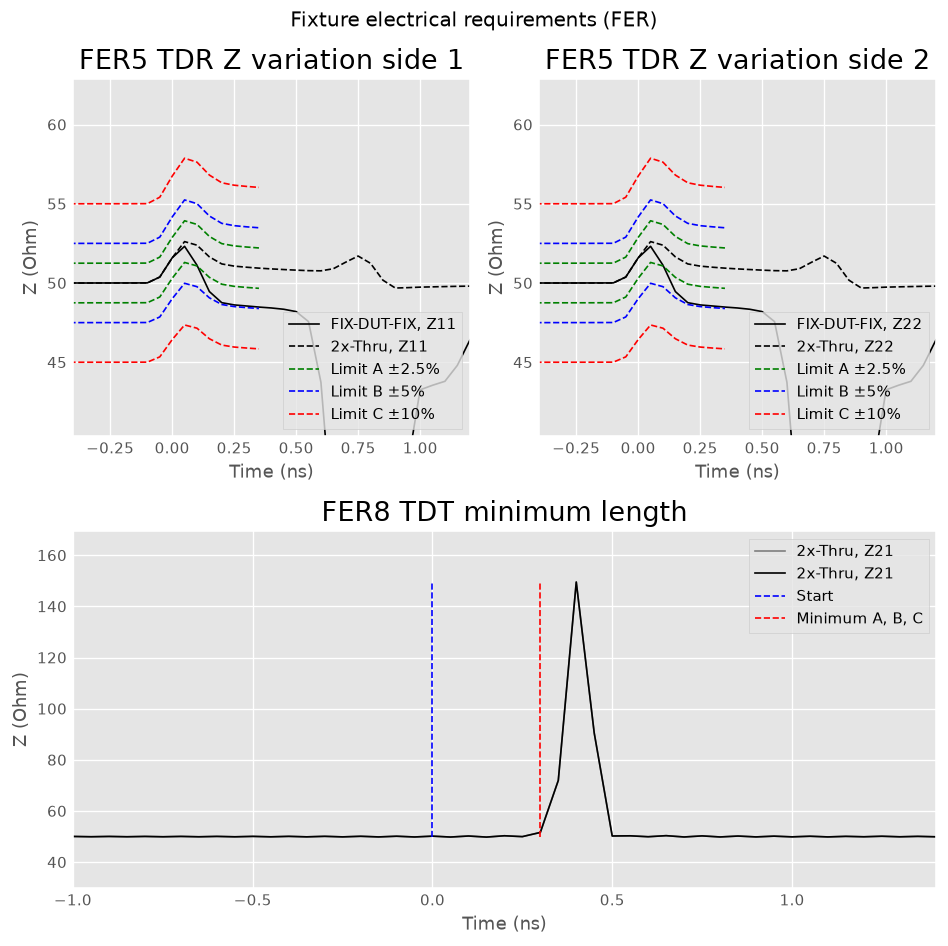 Fixture electrical requirements (FER)
FER5 TDR Z variation side 1
Z (Ohm)
60
55
50
45
−0.25 0.00 0.25 0.50 0.75 1.00
Time (ns)
FIX-DUT-FIX, Z11
2x-Thru, Z11
Limit A ±2.5%
Limit B ±5%
Limit C ±10%
FER5 TDR Z variation side 2
Z (Ohm)
60
55
50
45
−0.25 0.00 0.25 0.50 0.75 1.00
Time (ns)
FIX-DUT-FIX, Z22
2x-Thru, Z22
Limit A ±2.5%
Limit B ±5%
Limit C ±10%
FER8 TDT minimum length
Z (Ohm)
160
140
120
100
80
60
40
−1.0 −0.5 0.0 0.5 1.0
Time (ns)
2x-Thru, Z21
2x-Thru, Z21
Start
Minimum A, B, C